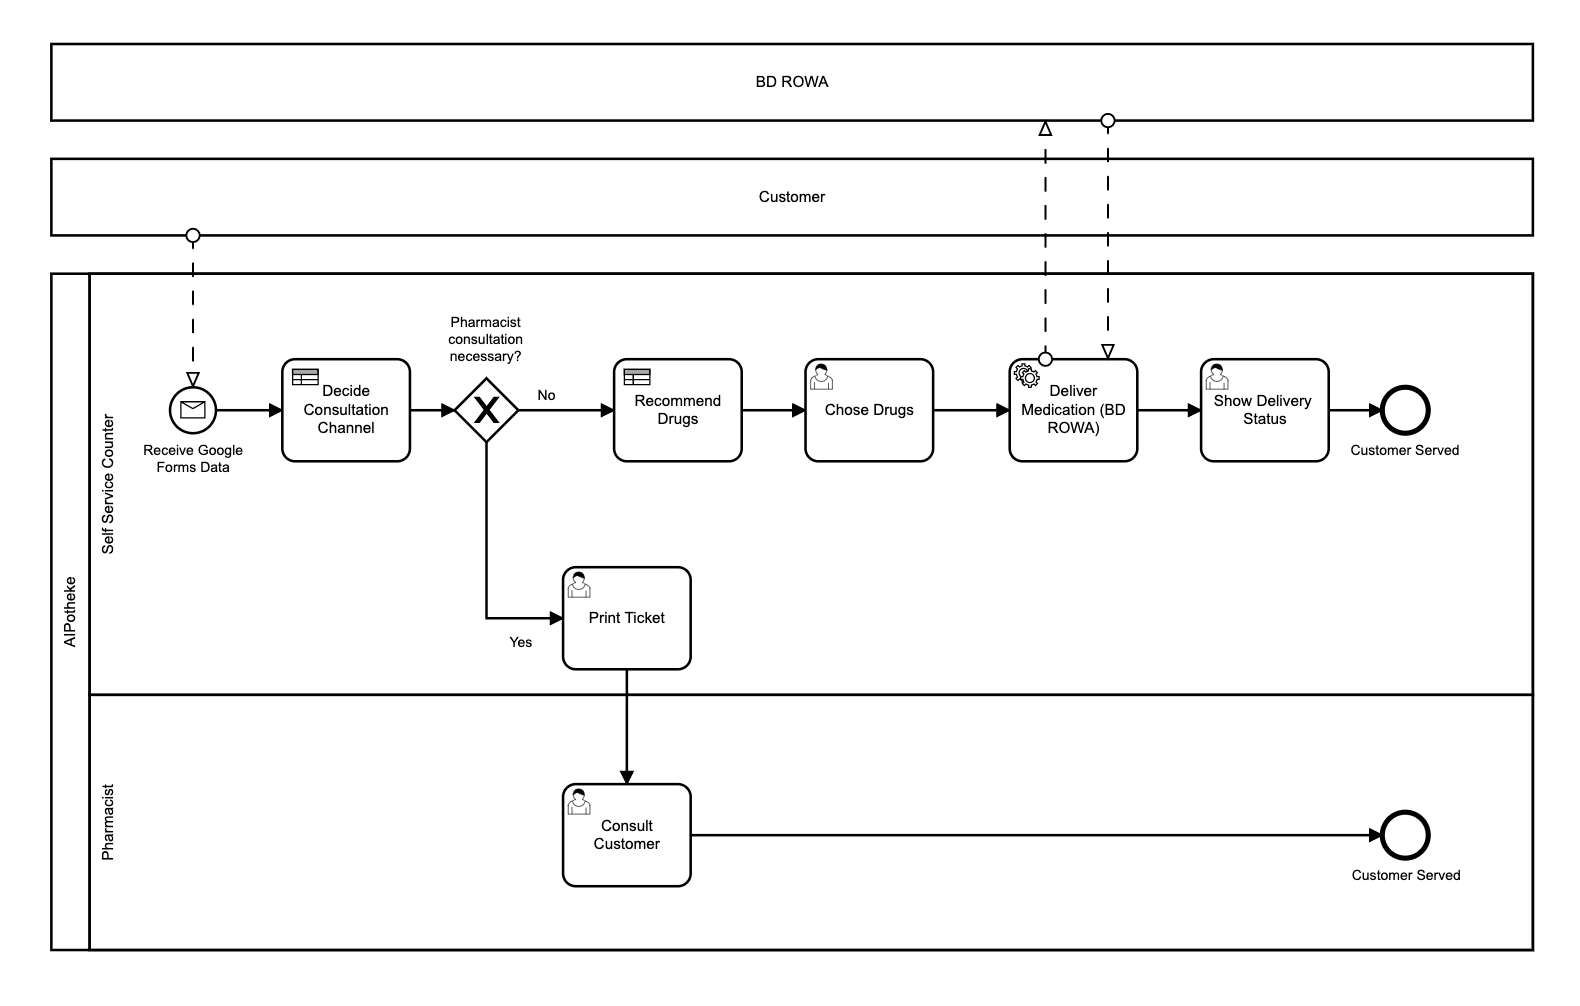 BD ROWA
Customer
AIPotheke
Self Service Counter
Receive Google
Forms Data
Decide
Consultation
Channel
Pharmacist
consultation
necessary?
No
Recommend
Drugs
Chose Drugs
Deliver
Medication (BD
ROWA)
Show Delivery
Status
Customer Served
Yes
Print Ticket
Pharmacist
Consult
Customer
Customer Served